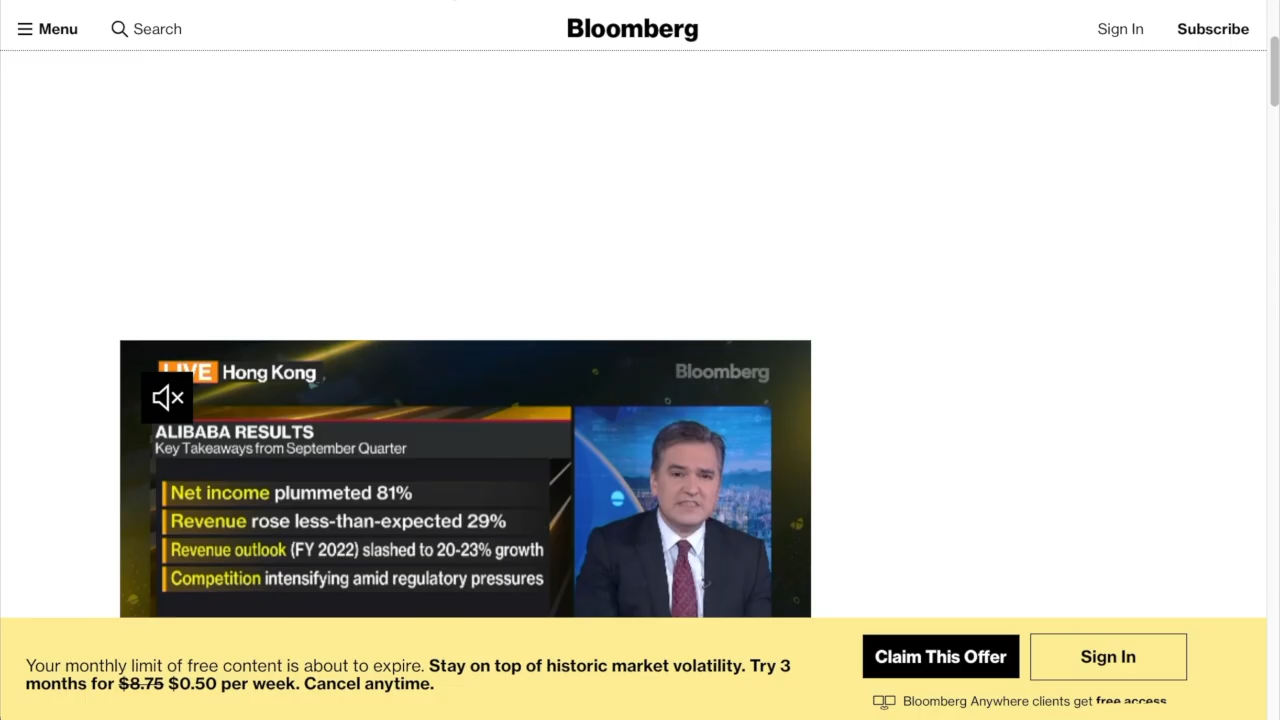 Menu
Search
Bloomberg
Sign In
Subscribe
LIVE Hong Kong
Bloomberg
ALIBABA RESULTS
Key Takeaways from September Quarter
Net income plummeted 81%
Revenue rose less-than-expected 29%
Revenue outlook (FY 2022) slashed to 20-23% growth
Competition intensifying amid regulatory pressures
Your monthly limit of free content is about to expire. Stay on top of historic market volatility. Try 3
months for $8.75 $0.50 per week. Cancel anytime.
Claim This Offer
Sign In
Bloomberg Anywhere clients get free access